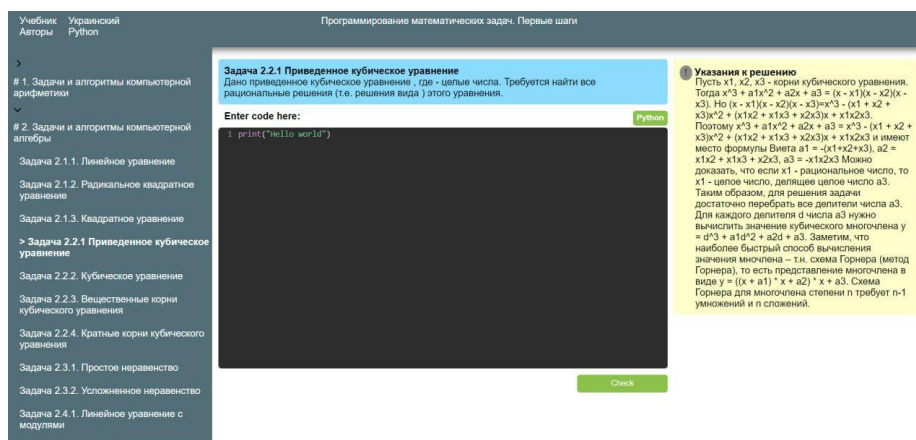 Учебник Украинский
Авторы Python
Программирование математических задач. Первые шаги
# 1. Задачи и алгоритмы компьютерной
арифметики
# 2. Задачи и алгоритмы компьютерной
алгебры
Задача 2.1.1. Линейное уравнение
Задача 2.1.2. Радикальное квадратное
уравнение
Задача 2.1.3. Квадратное уравнение
> Задача 2.2.1 Приведенное кубическое
уравнение
Задача 2.2.2. Кубическое уравнение
Задача 2.2.3. Вещественные корни
кубического уравнения
Задача 2.2.4. Кратные корни кубического
уравнения
Задача 2.3.1. Простое неравенство
Задача 2.3.2. Усложненное неравенство
Задача 2.4.1. Линейное уравнение с
модулями
Задача 2.2.1 Приведенное кубическое уравнение
Дано приведенное кубическое уравнение , где - целые числа. Требуется найти все
рациональные решения (т.е. решения вида ) этого уравнения.
Enter code here:
Python
1 print("Hello world")
Check
! Указания к решению
Пусть x1, x2, x3 - корни кубического уравнения.
Тогда x^3 + a1x^2 + a2x + a3 = (x - x1)(x - x2)(x -
x3). Но (x - x1)(x - x2)(x - x3)=x^3 - (x1 + x2 +
x3)x^2 + (x1x2 + x1x3 + x2x3)x + x1x2x3.
Поэтому x^3 + a1x^2 + a2x + a3 = x^3 - (x1 + x2 +
x3)x^2 + (x1x2 + x1x3 + x2x3)x + x1x2x3 и имеют
место формулы Виета a1 = -(x1+x2+x3), a2 =
x1x2 + x1x3 + x2x3, a3 = -x1x2x3 Можно
доказать, что если x1 - рациональное число, то
x1 - целое число, делящее целое число a3.
Таким образом, для решения задачи
достаточно перебрать все делители числа a3.
Для каждого делителя d числа a3 нужно
вычислить значение кубического многочлена y
= d^3 + a1d^2 + a2d + a3. Заметим, что
наиболее быстрый способ вычисления
значения мночлена – т.н. схема Горнера (метод
Горнера), то есть представление многочлена в
виде y = ((x + a1) * x + a2) * x + a3. Схема
Горнера для многочлена степени n требует n-1
умножений и n сложений.